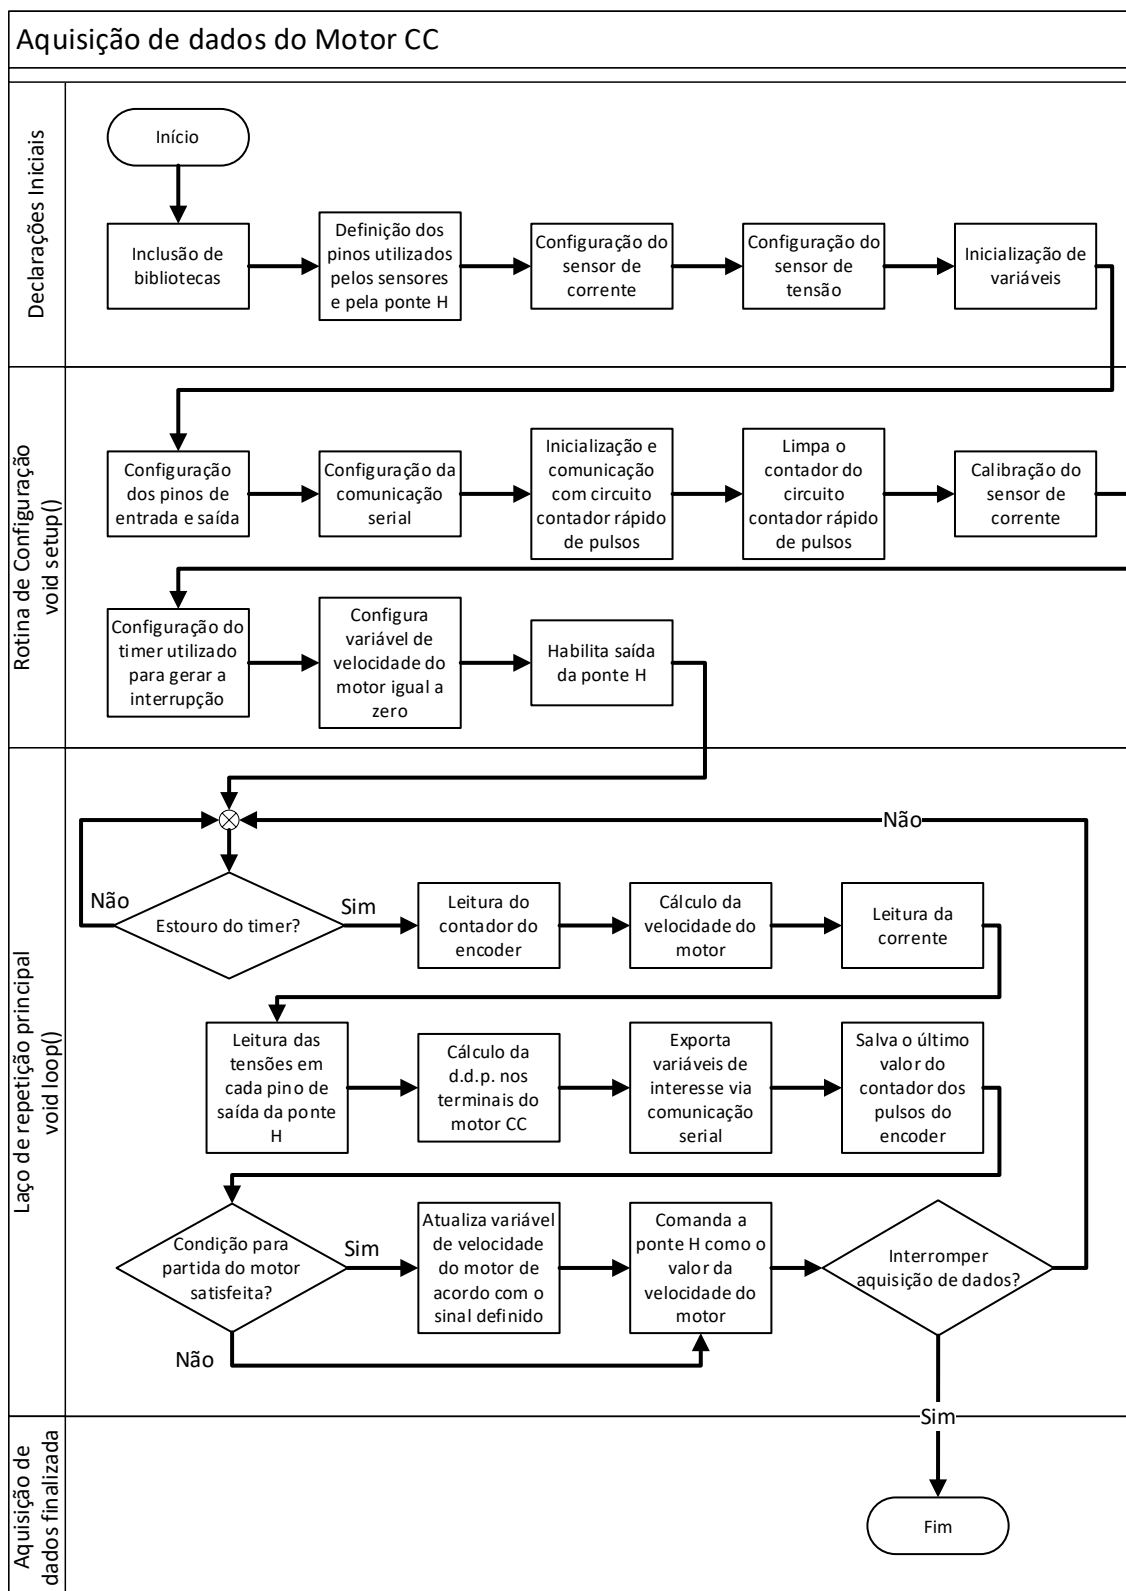 Aquisição de dados do Motor CC
Declarações Iniciais
Início
Inclusão de
bibliotecas
Definição dos
pinos utilizados
pelos sensores
e pela ponte H
Configuração do
sensor de
corrente
Configuração do
sensor de
tensão
Inicialização de
variáveis
Rotina de Configuração
void setup()
Configuração
dos pinos de
entrada e saída
Configuração da
comunicação
serial
Inicialização e
comunicação
com circuito
contador rápido
de pulsos
Limpa o
contador do
circuito
contador rápido
de pulsos
Calibração do
sensor de
corrente
Configuração do
timer utilizado
para gerar a
interrupção
Configura
variável de
velocidade do
motor igual a
zero
Habilita saída
da ponte H
Laço de repetição principal
void loop()
Não
Não
Estouro do timer?
Sim
Leitura do
contador do
encoder
Cálculo da
velocidade do
motor
Leitura da
corrente
Leitura das
tensões em
cada pino de
saída da ponte
H
Cálculo da
d.d.p. nos
terminais do
motor CC
Exporta
variáveis de
interesse via
comunicação
serial
Salva o último
valor do
contador dos
pulsos do
encoder
Condição para
partida do motor
satisfeita?
Sim
Não
Atualiza variável
de velocidade
do motor de
acordo com o
sinal definido
Comanda a
ponte H como o
valor da
velocidade do
motor
Interromper
aquisição de dados?
Sim
Aquisição de
dados finalizada
Fim